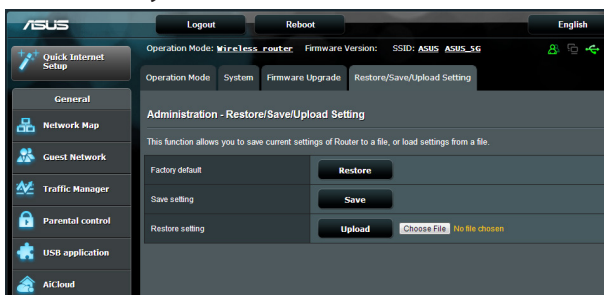 ASUS Logout Reboot English
Quick Internet Setup
Operation Mode: Wireless router Firmware Version: SSID: ASUS ASUS_5G
Operation Mode System Firmware Upgrade Restore/Save/Upload Setting
General
Network Map
Guest Network
Traffic Manager
Parental control
USB application
AiCloud
Administration - Restore/Save/Upload Setting
This function allows you to save current settings of Router to a file, or load settings from a file.
Factory default Restore
Save setting Save
Restore setting Upload Choose File No file chosen